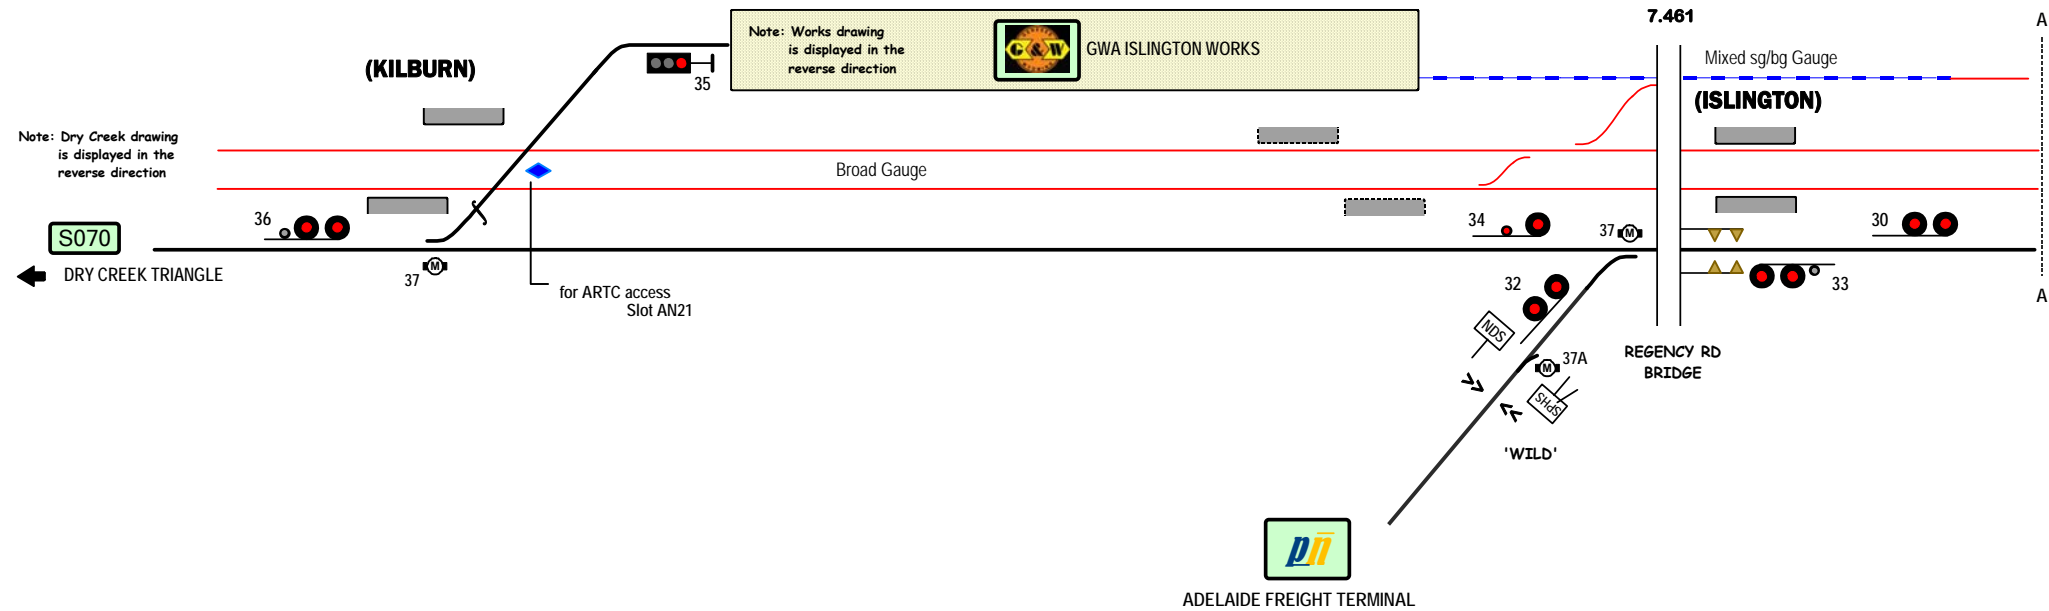 7.461
A
Note: Works drawing
is displayed in the
reverse direction
G&W
GWA ISLINGTON WORKS
Mixed sg/bg Gauge
(KILBURN)
35
(ISLINGTON)
Note: Dry Creek drawing
is displayed in the
reverse direction
Broad Gauge
36
34
37
M
30
S070
DRY CREEK TRIANGLE
37
M
for ARTC access
Slot AN21
32
33
A
NDS
37A
M
SPHS
REGENCY RD
BRIDGE
'WILD'
pn
ADELAIDE FREIGHT TERMINAL